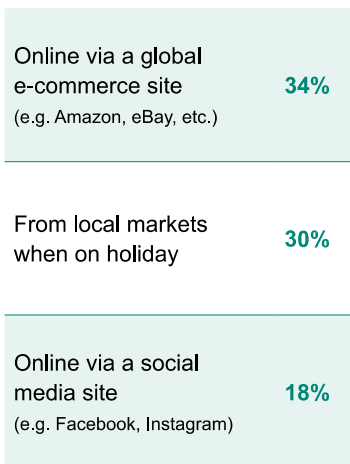 Online via a global
e-commerce site
34%
(e.g. Amazon, eBay, etc.)
From local markets
when on holiday
30%
Online via a social
media site
18%
(e.g. Facebook, Instagram)